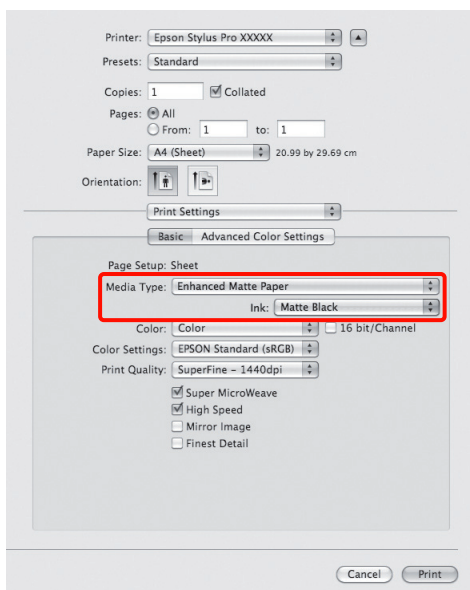 Printer: Epson Stylus Pro XXXXX
Presets: Standard
Copies: 1 Collated
Pages: All
From: 1 to: 1
Paper Size: A4 (Sheet) 20.99 by 29.69 cm
Orientation:
Print Settings
Basic Advanced Color Settings
Page Setup: Sheet
Media Type: Enhanced Matte Paper
Ink: Matte Black
Color: Color 16 bit/Channel
Color Settings: EPSON Standard (sRGB)
Print Quality: SuperFine – 1440dpi
Super MicroWeave
High Speed
Mirror Image
Finest Detail
Cancel Print